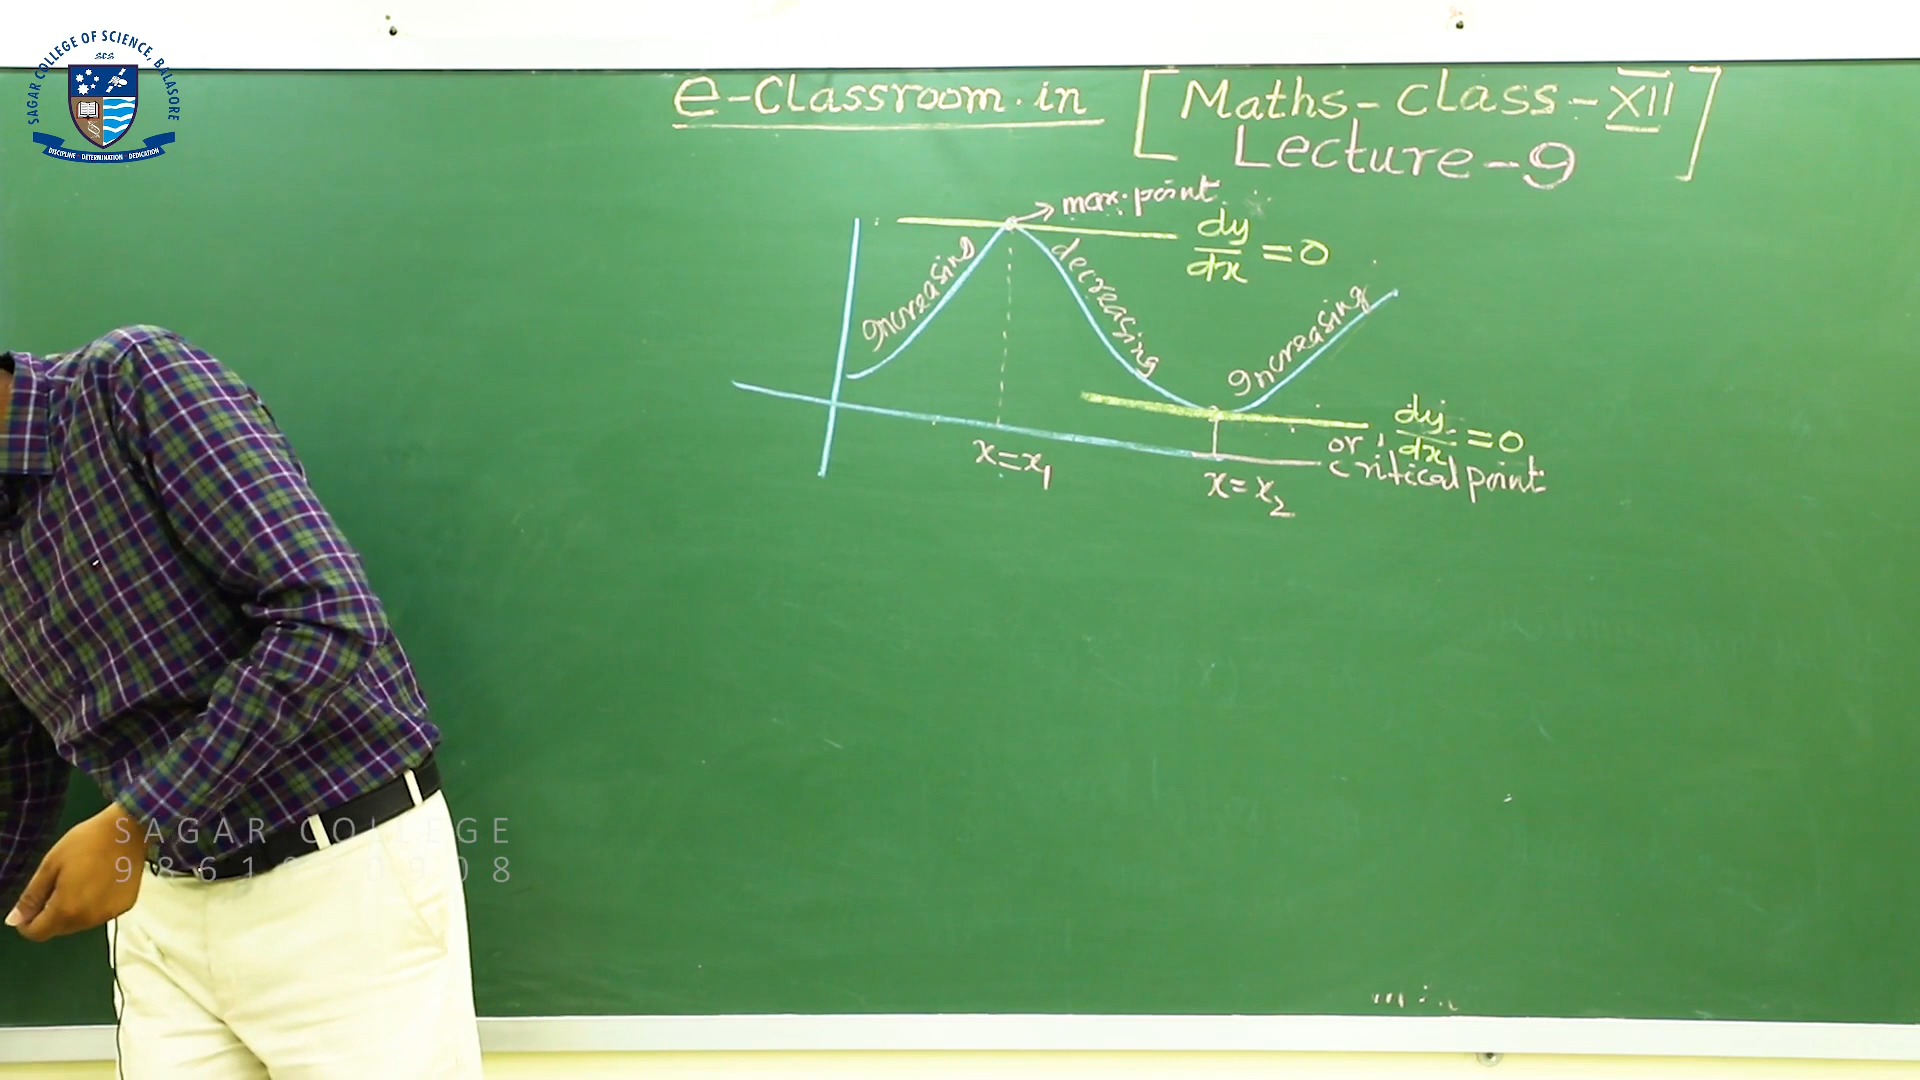 SAGAR COLLEGE OF SCIENCE, BALASORE
SCS
DISCIPLINE DETERMINATION DEDICATION
e-Classroom.in
[Maths-class-XII
Lecture-9]
max.point
dy/dx = 0
Increasing
decreasing
Increasing
dy/dx = 0
x=x₁
x=x₂
or
critical point
SAGAR COLLEGE